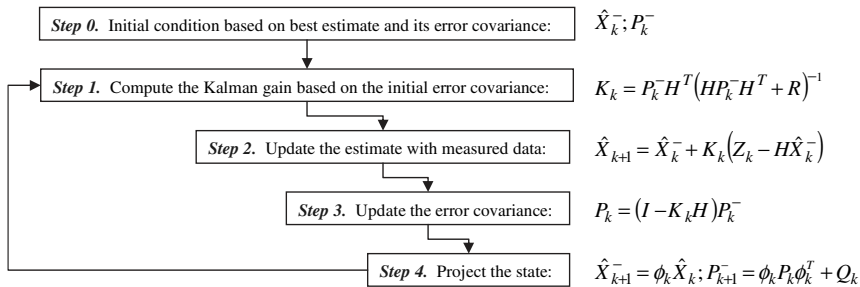 Step 0. Initial condition based on best estimate and its error covariance: X̂ₖ⁻; Pₖ⁻
Step 1. Compute the Kalman gain based on the initial error covariance: Kₖ = Pₖ⁻Hᵀ(HPₖ⁻Hᵀ + R)⁻¹
Step 2. Update the estimate with measured data: X̂ₖ₊₁ = X̂ₖ⁻ + Kₖ(Zₖ − HX̂ₖ⁻)
Step 3. Update the error covariance: Pₖ = (I − KₖH)Pₖ⁻
Step 4. Project the state: X̂ₖ₊₁⁻ = ϕₖX̂ₖ; Pₖ₊₁⁻ = ϕₖPₖϕₖᵀ + Qₖ